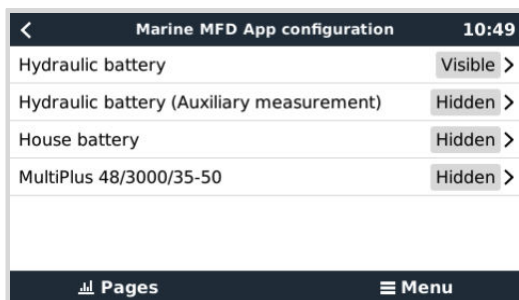 Marine MFD App configuration 10:49
Hydraulic battery Visible
Hydraulic battery (Auxiliary measurement) Hidden
House battery Hidden
MultiPlus 48/3000/35-50 Hidden
Pages Menu